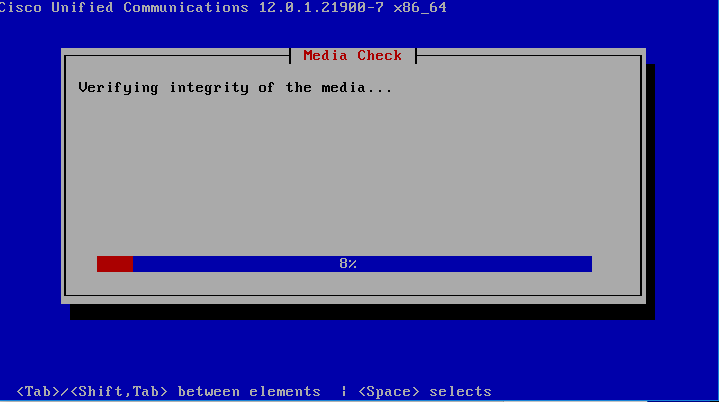 Cisco Unified Communications 12.0.1.21900-7 x86_64
Media Check
Verifying integrity of the media...
8%
<Tab>/<Shift,Tab> between elements | <Space> selects